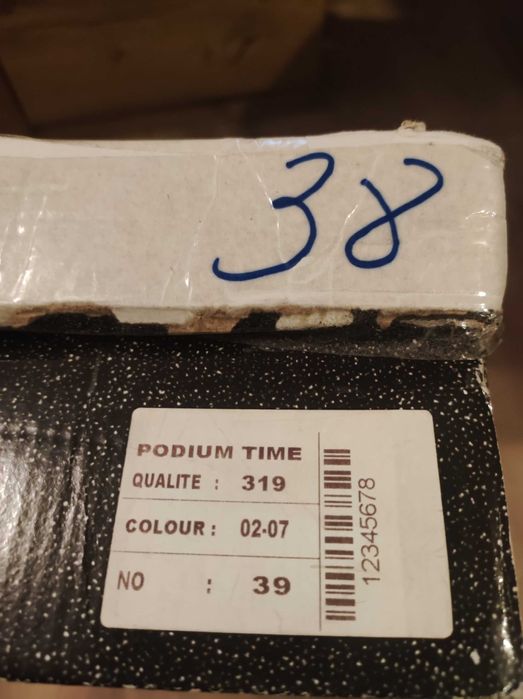 38
PODIUM TIME
QUALITE : 319
COLOUR : 02-07
NO : 39
12345678